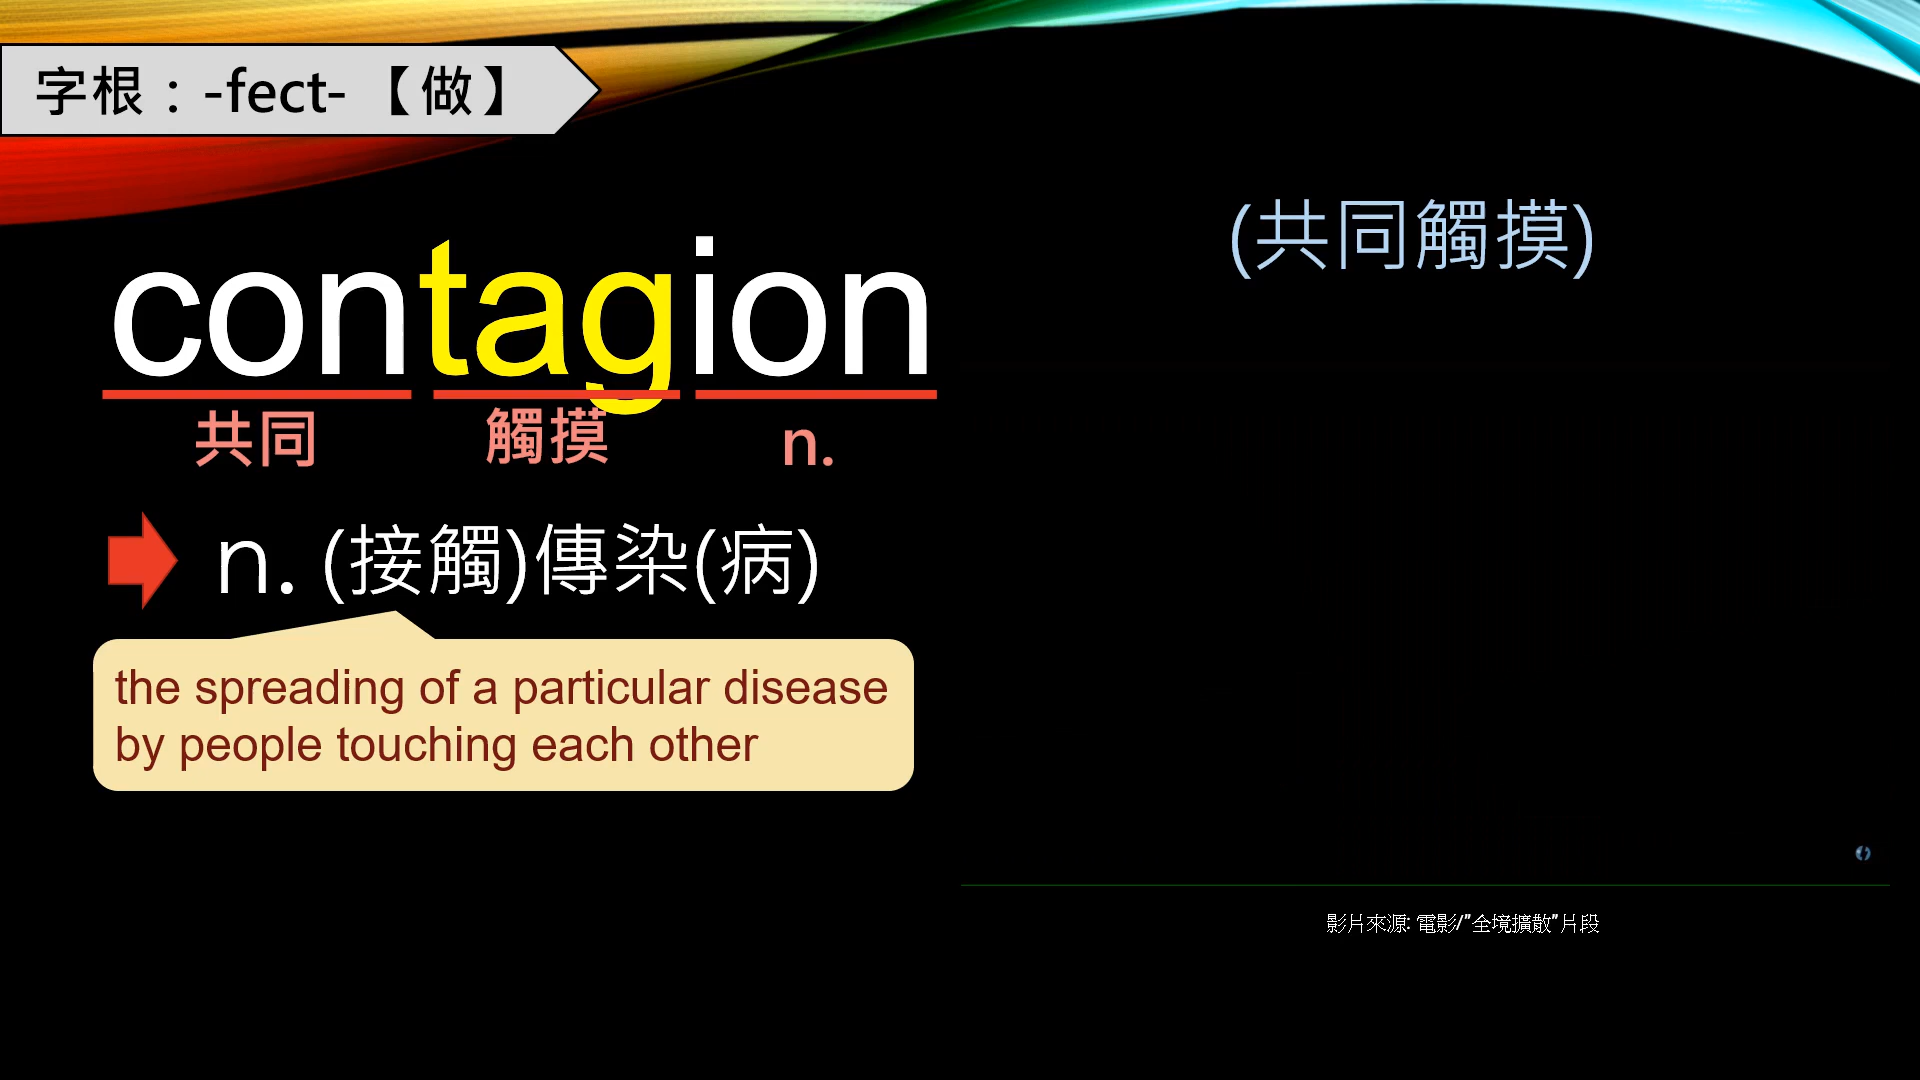 字根：-fect-【做】
(共同觸摸)
contagion
共同 觸摸 n.
n. (接觸)傳染(病)
the spreading of a particular disease
by people touching each other
影片來源: 電影/"全境擴散"片段